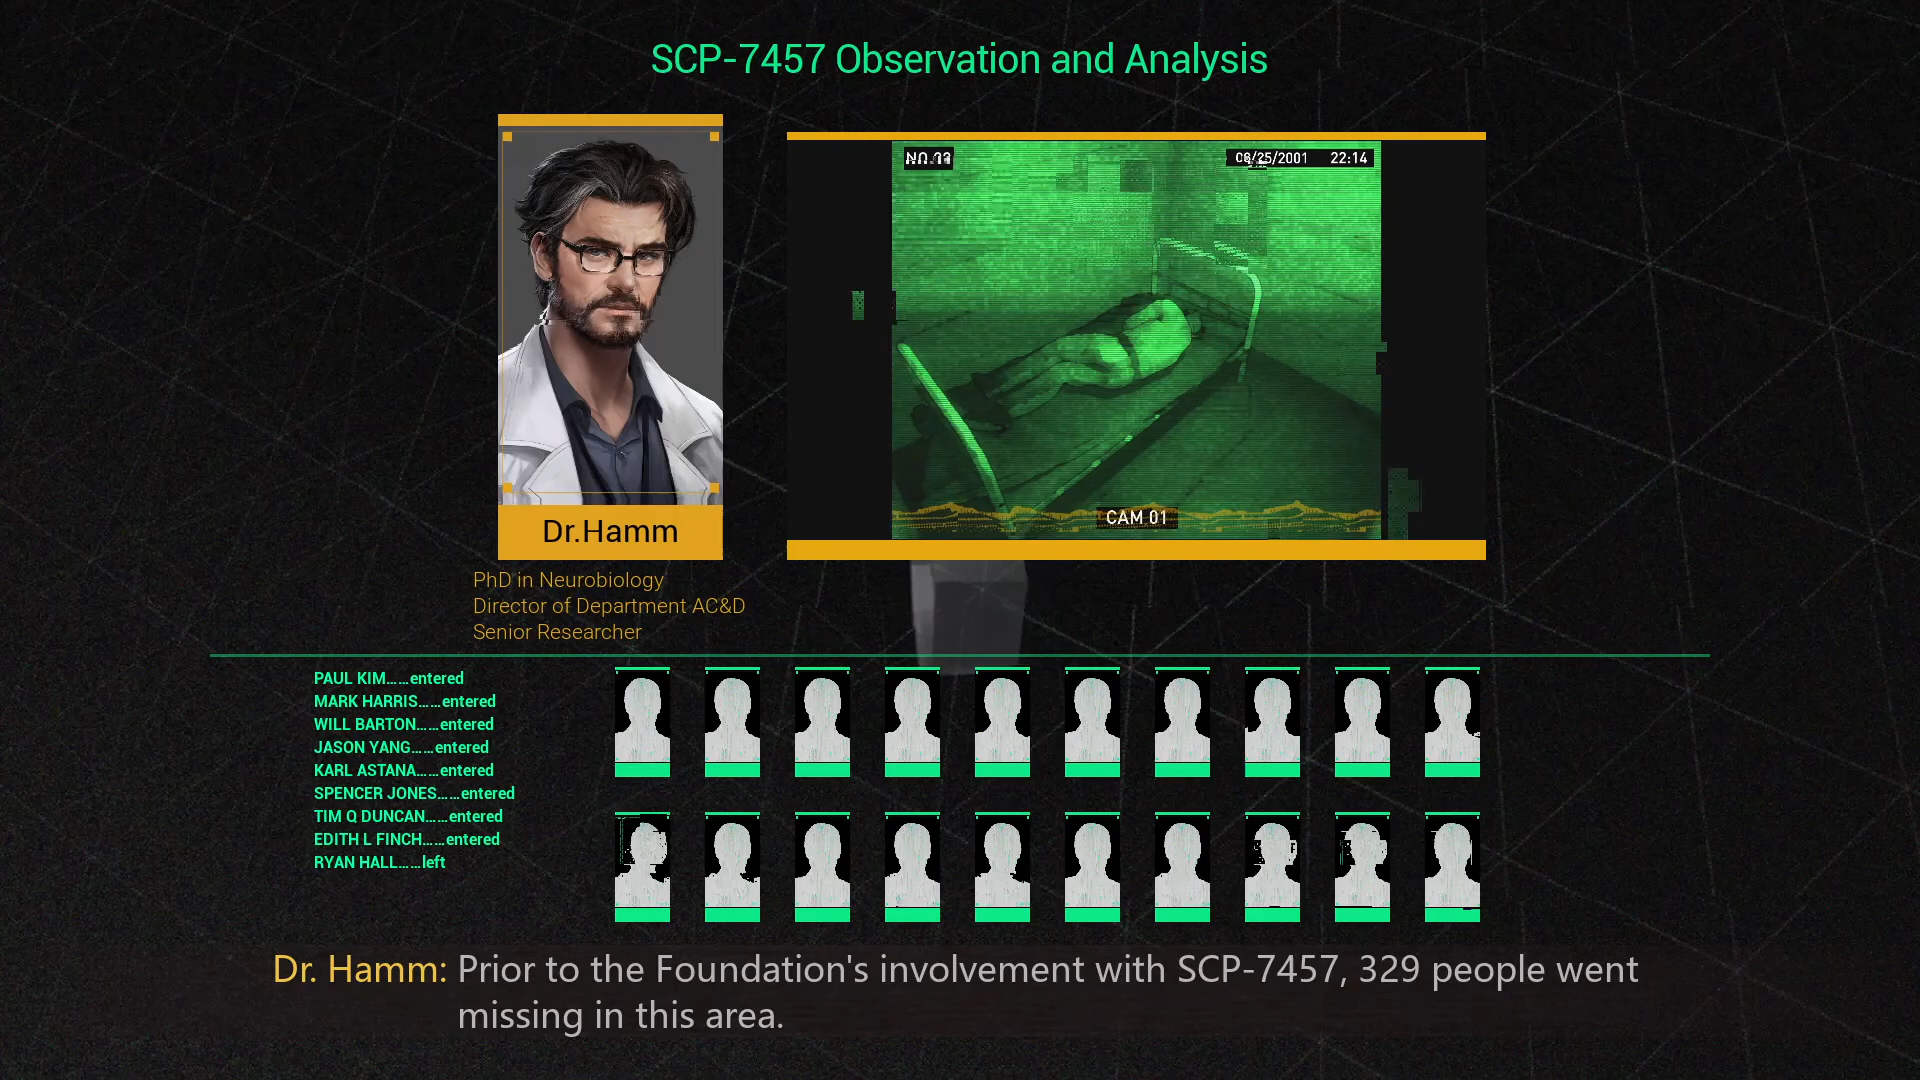 SCP-7457 Observation and Analysis
08/25/2001 22:14
CAM 01
Dr.Hamm
PhD in Neurobiology
Director of Department AC&D
Senior Researcher
PAUL KIM......entered
MARK HARRIS......entered
WILL BARTON......entered
JASON YANG......entered
KARL ASTANA......entered
SPENCER JONES......entered
TIM Q DUNCAN......entered
EDITH L FINCH......entered
RYAN HALL......left
Dr. Hamm: Prior to the Foundation's involvement with SCP-7457, 329 people went
missing in this area.